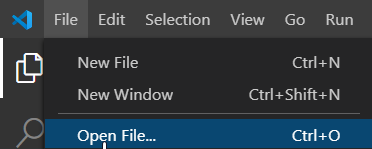 File Edit Selection View Go Run
New File Ctrl+N
New Window Ctrl+Shift+N
Open File... Ctrl+O